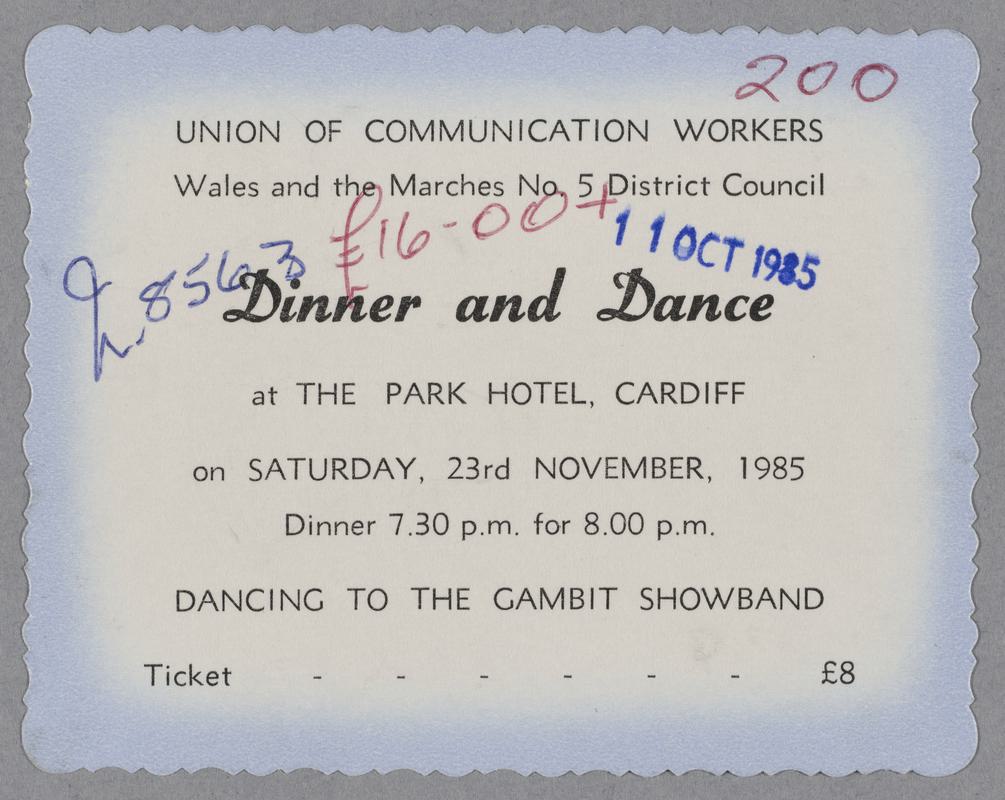 200
UNION OF COMMUNICATION WORKERS
Wales and the Marches No. 5 District Council
£16-00+
11 OCT 1985
8563
Dinner and Dance
at THE PARK HOTEL, CARDIFF
on SATURDAY, 23rd NOVEMBER, 1985
Dinner 7.30 p.m. for 8.00 p.m.
DANCING TO THE GAMBIT SHOWBAND
Ticket - - - - - - £8